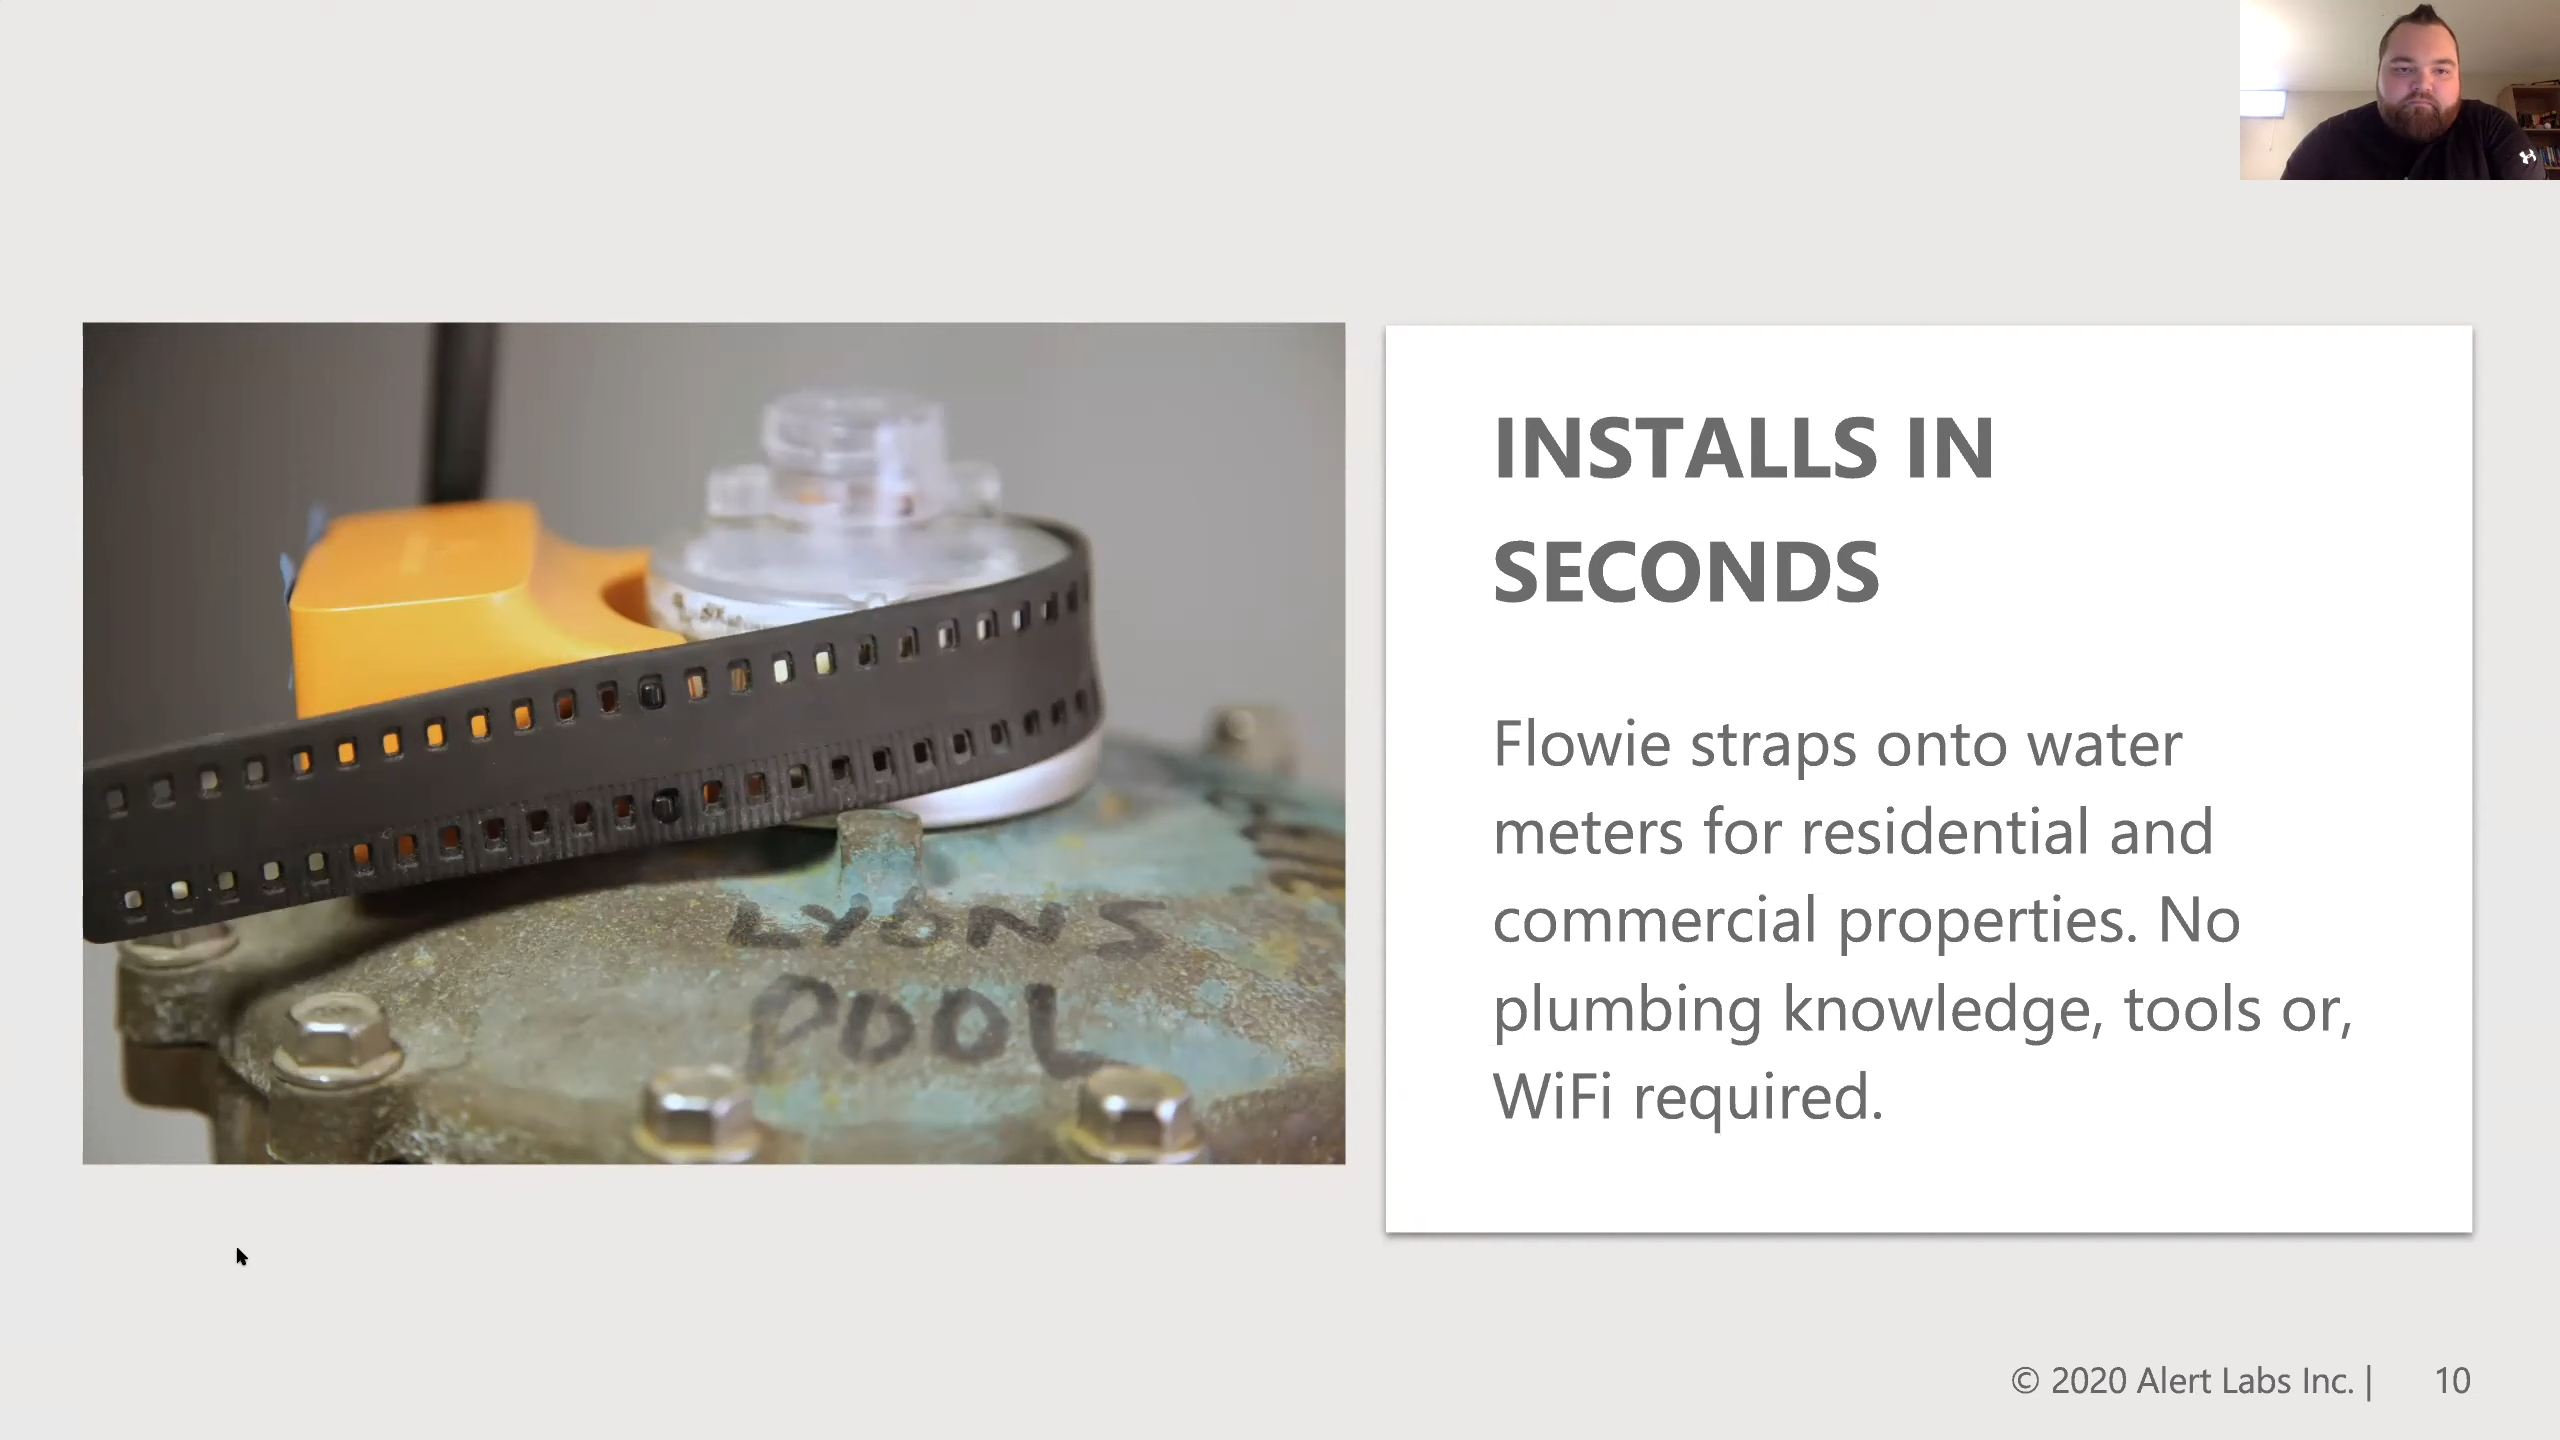 INSTALLS IN
SECONDS
Flowie straps onto water
meters for residential and
commercial properties. No
plumbing knowledge, tools or,
WiFi required.
LYONS
POOL
© 2020 Alert Labs Inc. |
10